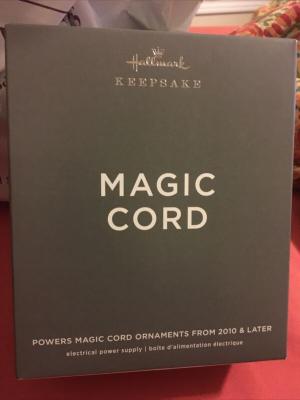 Hallmark
KEEPSAKE
MAGIC
CORD
POWERS MAGIC CORD ORNAMENTS FROM 2010 & LATER
electrical power supply | boîte d'alimentation électrique